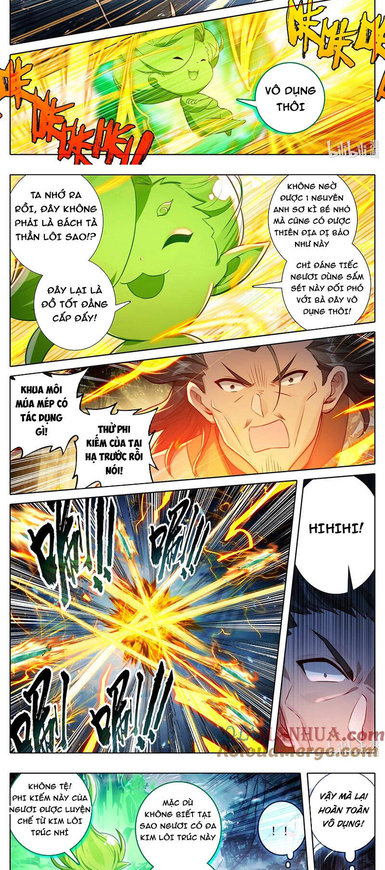 VÔ DỤNG
THÔI
bilibili
TA NHỚ RA
RỒI, ĐÂY KHÔNG
PHẢI LÀ BÁCH TÀ
THẦN LÔI SAO!?
KHÔNG NGỜ
ĐƯỢC 1 NGUYÊN
ANH SƠ KÌ BÉ NHỎ
MÀ CŨNG CÓ ĐƯỢC
THIÊN ĐỊA DỊ BẢO
NHƯ NÀY
ĐÂY LẠI LÀ
ĐỒ TỐT ĐẲNG
CẤP ĐẤY!
CHỈ ĐÁNG TIẾC
NGƯƠI DÙNG SẤM
SÉT NÀY ĐỐI PHÓ
VỚI BÀ ĐÂY VÔ
DỤNG THÔI!
KHUA MÔI
MÚA MÉP CÓ
TÁC DỤNG
GÌ!
THỬ PHI
KIẾM CỦA TẠI
HẠ TRƯỚC RỒI
NÓI!
HIHIHI!
嗡!!!
嗡!!!
嗡!
嗡!
KHÔNG TỆ!
PHI KIẾM NÀY CỦA
NGƯƠI ĐƯỢC LUYỆN
CHẾ TỪ KIM LÔI
TRÚC NHỈ
MẶC DÙ
KHÔNG BIẾT TẠI
SAO NGƯƠI CÓ ĐA
KIM LÔI TRÚC NÀY
! !
VẬY MÀ LẠI
HOÀN TOÀN
VÔ DỤNG!